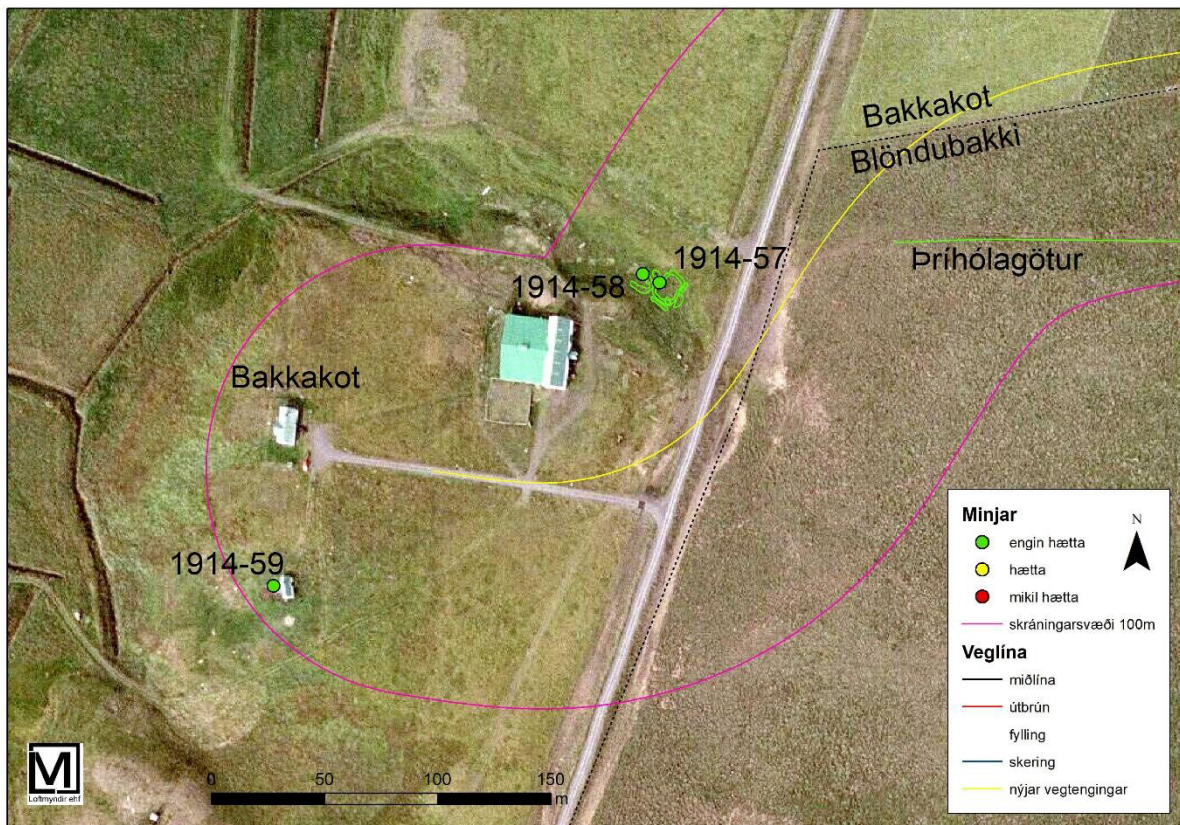 Bakkakot
Blöndubakki
Þríhólagötur
1914-57
1914-58
Bakkakot
1914-59
Minjar
N
engin hætta
hætta
mikil hætta
skráningarsvæði 100m
Veglína
miðlína
útbrún
fylling
skering
nýjar vegtengingar
M
Loftmyndir ehf
0 50 100 150
m